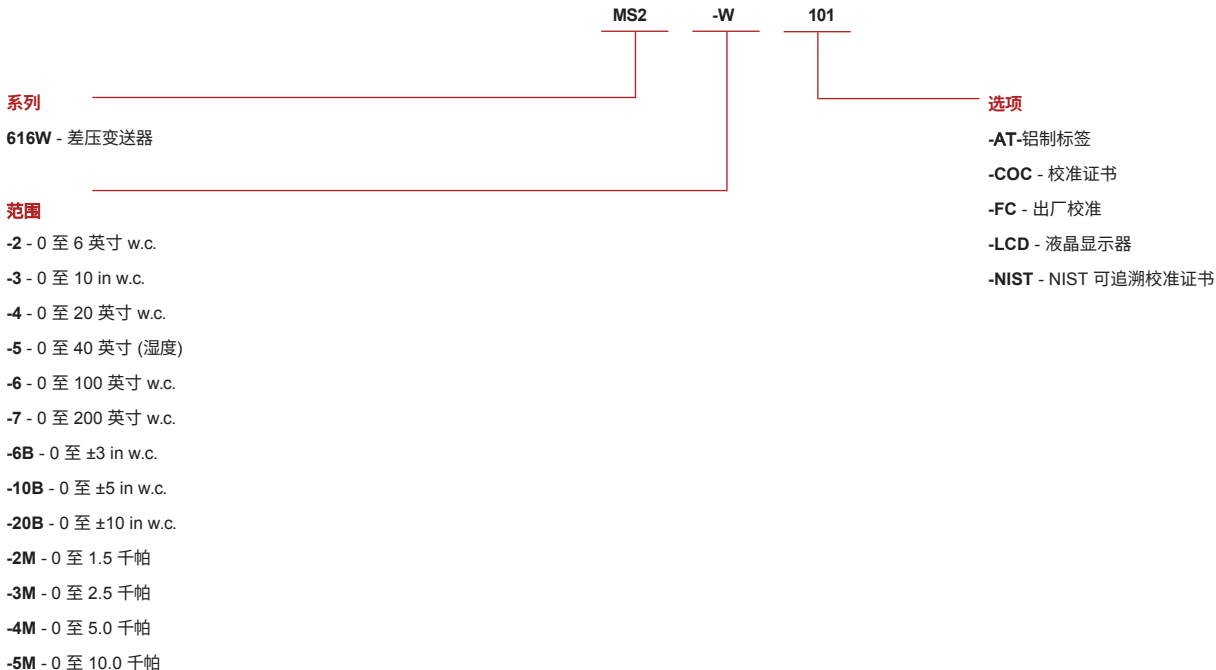 MS2 -W 101
系列
616W - 差压变送器
范围
-2 - 0 至 6 英寸 w.c.
-3 - 0 至 10 in w.c.
-4 - 0 至 20 英寸 w.c.
-5 - 0 至 40 英寸 (湿度)
-6 - 0 至 100 英寸 w.c.
-7 - 0 至 200 英寸 w.c.
-6B - 0 至 ±3 in w.c.
-10B - 0 至 ±5 in w.c.
-20B - 0 至 ±10 in w.c.
-2M - 0 至 1.5 千帕
-3M - 0 至 2.5 千帕
-4M - 0 至 5.0 千帕
-5M - 0 至 10.0 千帕
选项
-AT-铝制标签
-COC - 校准证书
-FC - 出厂校准
-LCD - 液晶显示器
-NIST - NIST 可追溯校准证书